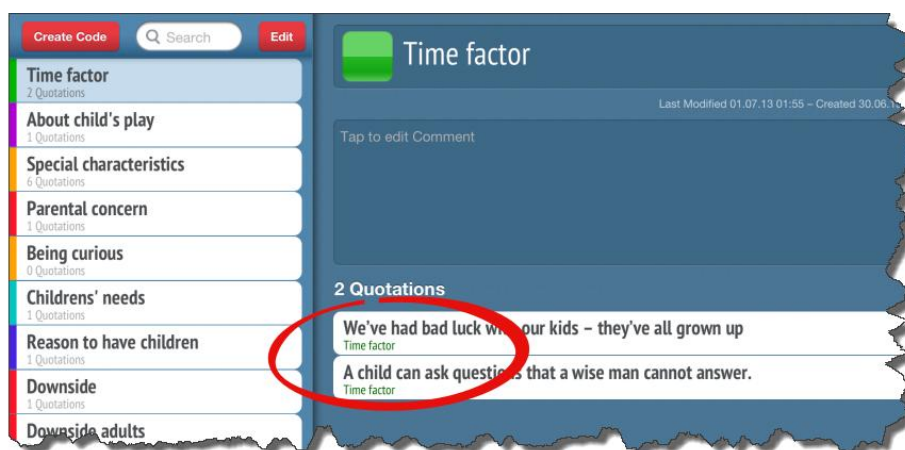 Create Code
Search
Edit
Time factor
2 Quotations
About child's play
1 Quotations
Special characteristics
6 Quotations
Parental concern
1 Quotations
Being curious
0 Quotations
Childrens' needs
1 Quotations
Reason to have children
1 Quotations
Downside
1 Quotations
Downside adults
Time factor
Last Modified 01.07.13 01:55 – Created 30.06.
Tap to edit Comment
2 Quotations
We've had bad luck our kids – they've all grown up
Time factor
A child can ask questions that a wise man cannot answer.
Time factor